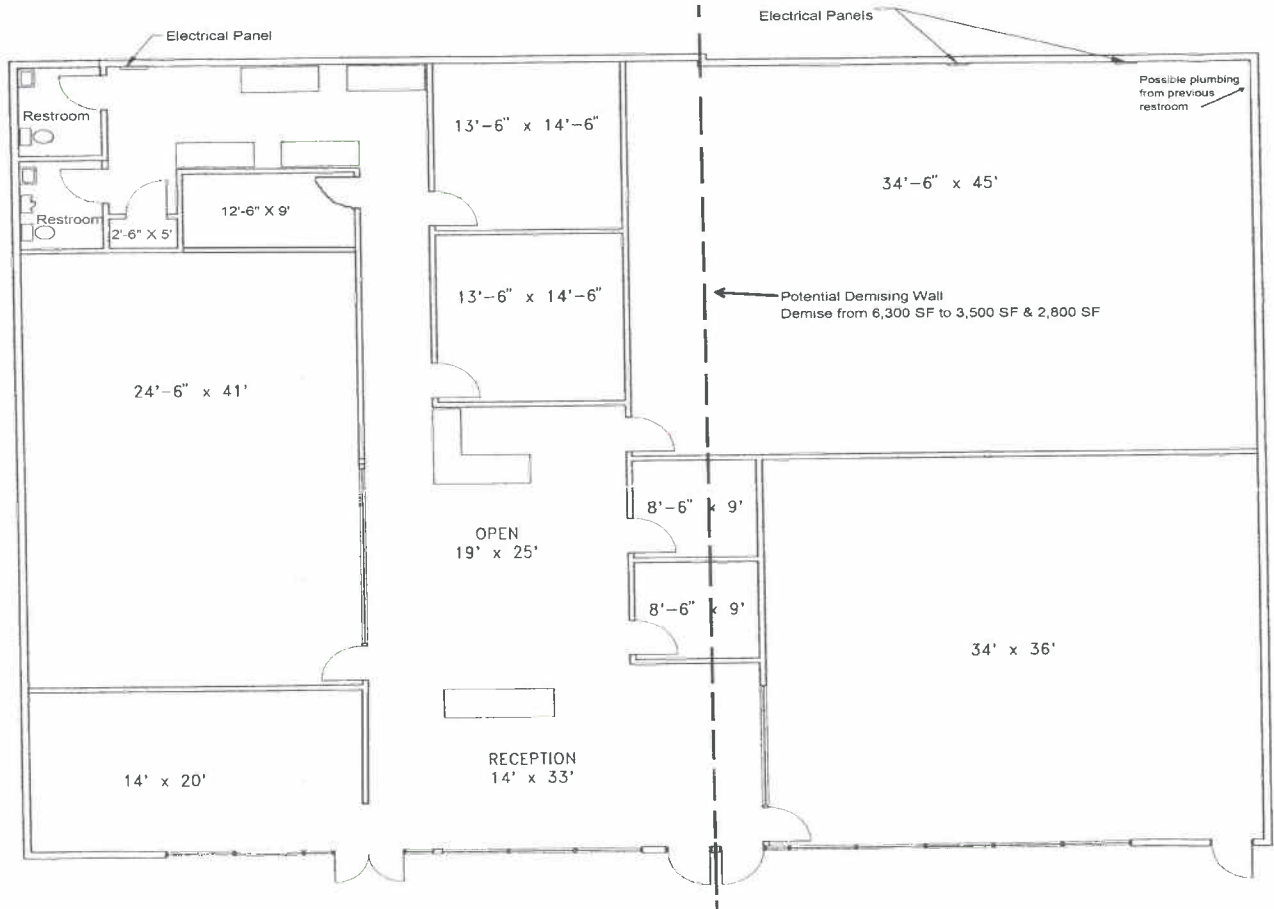 Electrical Panel
Electrical Panels
Possible plumbing
from previous
restroom
Restroom
13'-6" x 14'-6"
34'-6" x 45'
Restroom
2'-6" X 5'
12'-6" X 9'
13'-6" x 14'-6"
Potential Demising Wall
Demise from 6,300 SF to 3,500 SF & 2,800 SF
24'-6" x 41'
8'-6" x 9'
OPEN
19' x 25'
8'-6" x 9'
34' x 36'
RECEPTION
14' x 33'
14' x 20'